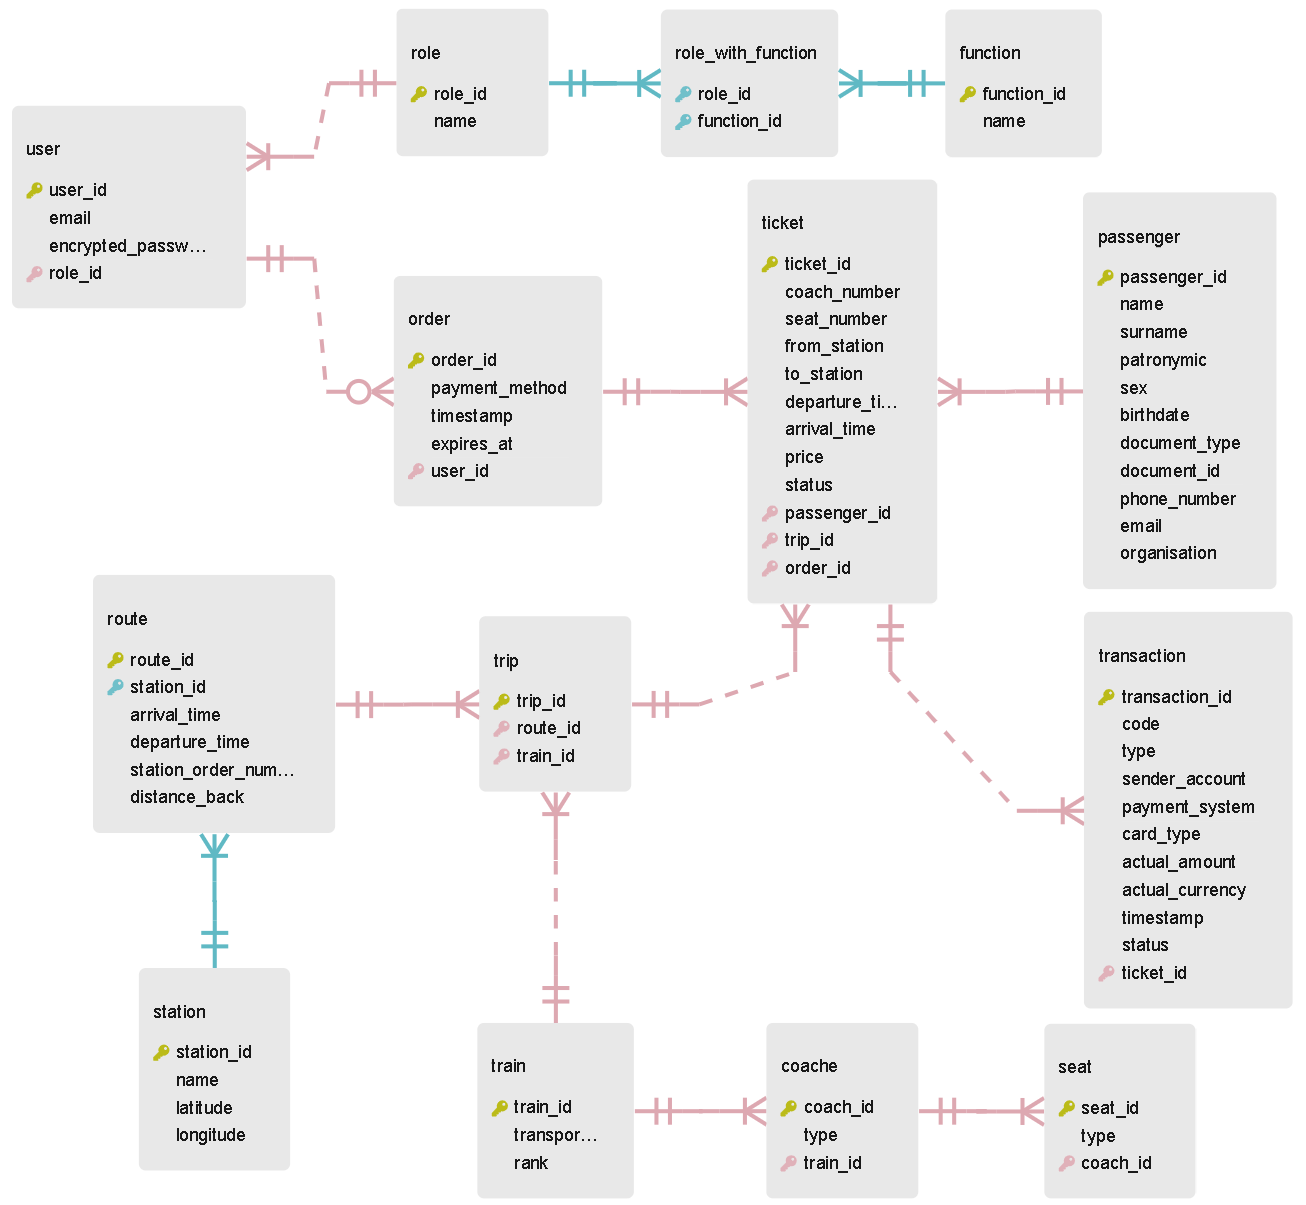 role
role_id
name
role_with_function
role_id
function_id
function
function_id
name
user
user_id
email
encrypted_passw...
role_id
order
order_id
payment_method
timestamp
expires_at
user_id
ticket
ticket_id
coach_number
seat_number
from_station
to_station
departure_ti...
arrival_time
price
status
passenger_id
trip_id
order_id
passenger
passenger_id
name
surname
patronymic
sex
birthdate
document_type
document_id
phone_number
email
organisation
route
route_id
station_id
arrival_time
departure_time
station_order_num...
distance_back
trip
trip_id
route_id
train_id
transaction
transaction_id
code
type
sender_account
payment_system
card_type
actual_amount
actual_currency
timestamp
status
ticket_id
station
station_id
name
latitude
longitude
train
train_id
transpor...
rank
coache
coach_id
type
train_id
seat
seat_id
type
coach_id